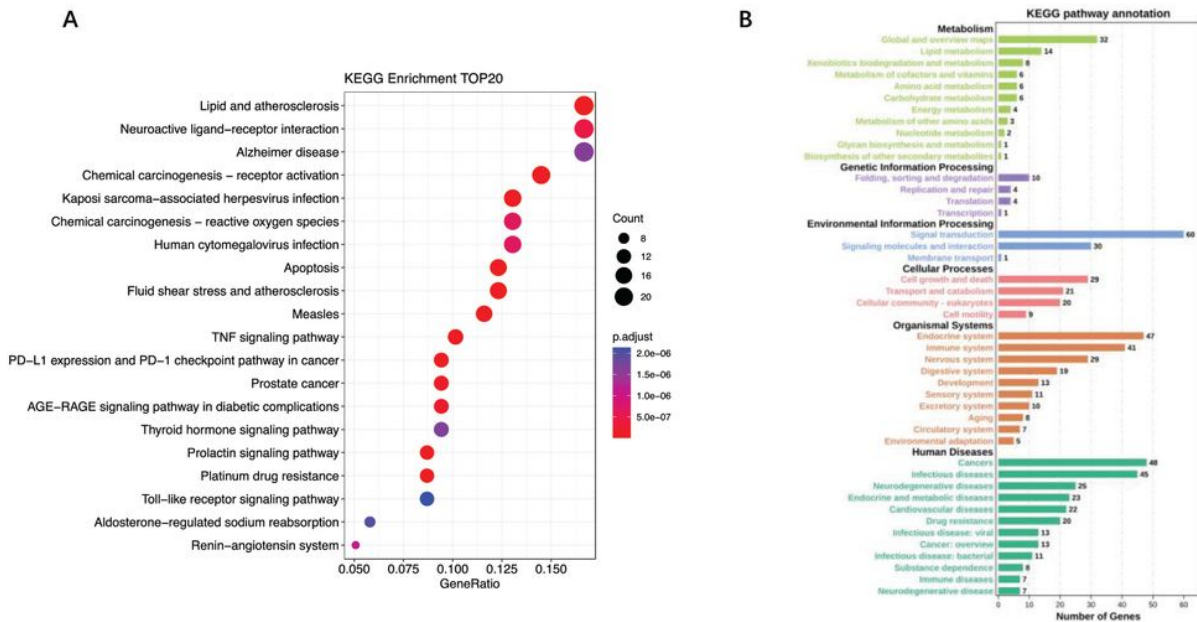 A
KEGG Enrichment TOP20
Lipid and atherosclerosis
Neuroactive ligand−receptor interaction
Alzheimer disease
Chemical carcinogenesis − receptor activation
Kaposi sarcoma−associated herpesvirus infection
Chemical carcinogenesis − reactive oxygen species
Human cytomegalovirus infection
Apoptosis
Fluid shear stress and atherosclerosis
Measles
TNF signaling pathway
PD−L1 expression and PD−1 checkpoint pathway in cancer
Prostate cancer
AGE−RAGE signaling pathway in diabetic complications
Thyroid hormone signaling pathway
Prolactin signaling pathway
Platinum drug resistance
Toll−like receptor signaling pathway
Aldosterone−regulated sodium reabsorption
Renin−angiotensin system
0.050 0.075 0.100 0.125 0.150
GeneRatio
Count
8
12
16
20
p.adjust
2.0e−06
1.5e−06
1.0e−06
5.0e−07
B
KEGG pathway annotation
Metabolism
Global and overview maps 32
Lipid metabolism 14
Xenobiotics biodegradation and metabolism 8
Metabolism of cofactors and vitamins 6
Amino acid metabolism 6
Carbohydrate metabolism 6
Energy metabolism 4
Metabolism of other amino acids 3
Nucleotide metabolism 2
Glycan biosynthesis and metabolism 1
Biosynthesis of other secondary metabolites 1
Genetic Information Processing
Folding, sorting and degradation 10
Replication and repair 4
Translation 4
Transcription 1
Environmental Information Processing
Signal transduction 60
Signaling molecules and interaction 30
Membrane transport 1
Cellular Processes
Cell growth and death 29
Transport and catabolism 21
Cellular community - eukaryotes 20
Cell motility 9
Organismal Systems
Endocrine system 47
Immune system 41
Nervous system 29
Digestive system 19
Development 13
Sensory system 11
Excretory system 10
Aging 8
Circulatory system 7
Environmental adaptation 5
Human Diseases
Cancers 48
Infectious diseases 45
Neurodegenerative diseases 25
Endocrine and metabolic diseases 23
Cardiovascular diseases 22
Drug resistance 20
Infectious disease: viral 13
Cancer: overview 13
Infectious disease: bacterial 11
Substance dependence 8
Immune diseases 7
Neurodegenerative disease 7
0 10 20 30 40 50 60
Number of Genes